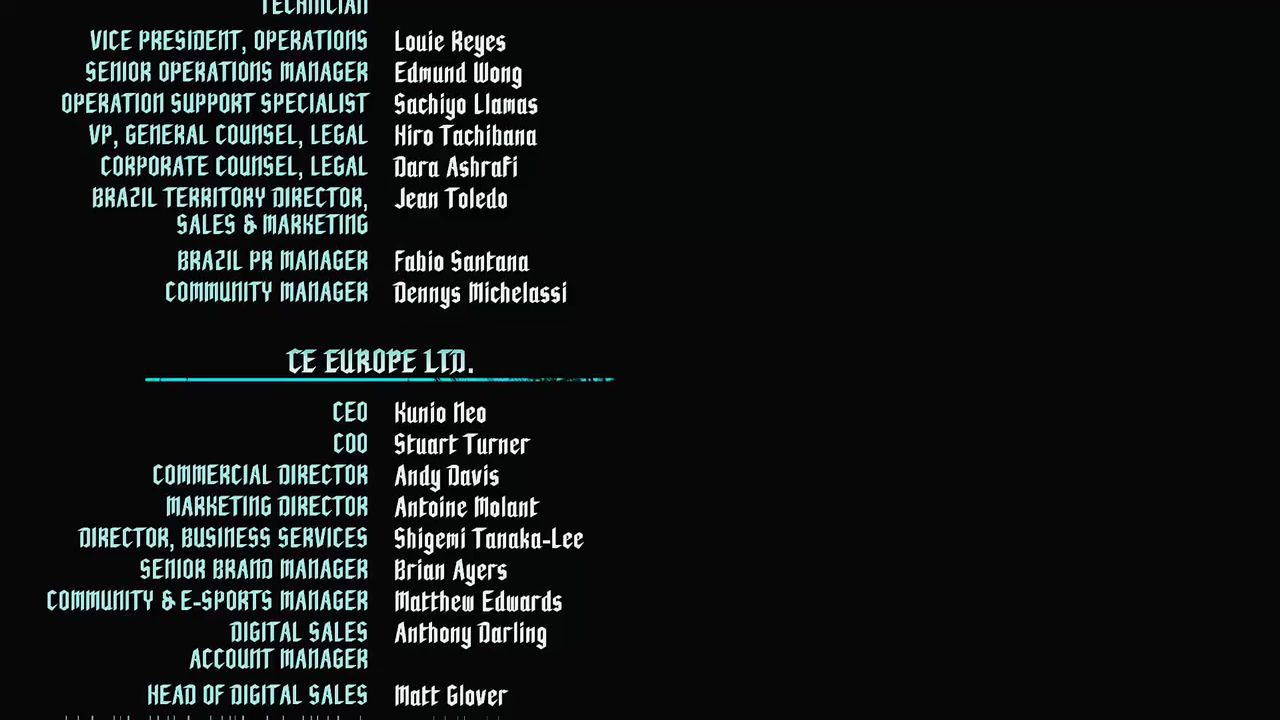 TECHNICIAN
VICE PRESIDENT, OPERATIONS Louie Reyes
SENIOR OPERATIONS MANAGER Edmund Wong
OPERATION SUPPORT SPECIALIST Sachiyo Llamas
VP, GENERAL COUNSEL, LEGAL Hiro Tachibana
CORPORATE COUNSEL, LEGAL Dara Ashrafi
BRAZIL TERRITORY DIRECTOR, Jean Toledo
SALES & MARKETING
BRAZIL PR MANAGER Fabio Santana
COMMUNITY MANAGER Dennys Michelassi
CE EUROPE LTD.
CEO Kunio Neo
COO Stuart Turner
COMMERCIAL DIRECTOR Andy Davis
MARKETING DIRECTOR Antoine Molant
DIRECTOR, BUSINESS SERVICES Shigemi Tanaka-Lee
SENIOR BRAND MANAGER Brian Ayers
COMMUNITY & E-SPORTS MANAGER Matthew Edwards
DIGITAL SALES Anthony Darling
ACCOUNT MANAGER
HEAD OF DIGITAL SALES Matt Glover